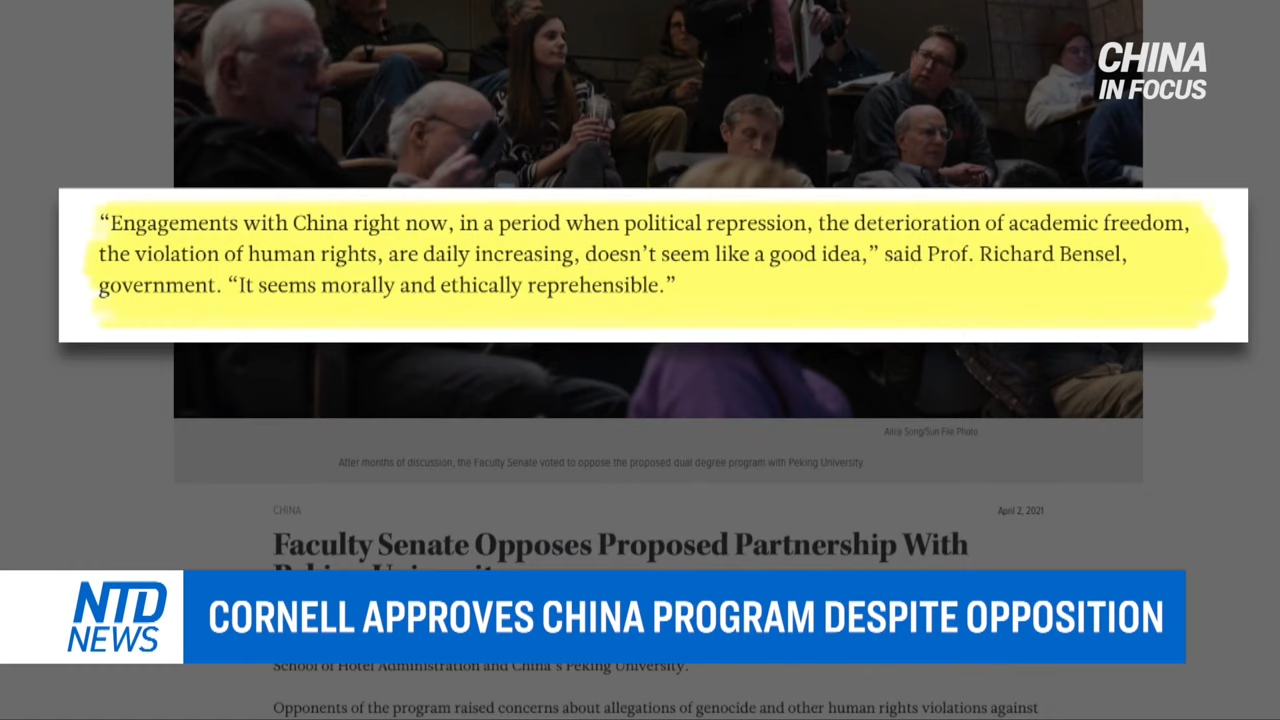 CHINA
IN FOCUS
“Engagements with China right now, in a period when political repression, the deterioration of academic freedom,
the violation of human rights, are daily increasing, doesn’t seem like a good idea,” said Prof. Richard Bensel,
government. “It seems morally and ethically reprehensible.”
Alicia Song/Sun File Photo
After months of discussion, the Faculty Senate voted to oppose the proposed dual degree program with Peking University.
CHINA
April 2, 2021
Faculty Senate Opposes Proposed Partnership With
NTD
NEWS
CORNELL APPROVES CHINA PROGRAM DESPITE OPPOSITION
School of Hotel Administration and China’s Peking University.
Opponents of the program raised concerns about allegations of genocide and other human rights violations against